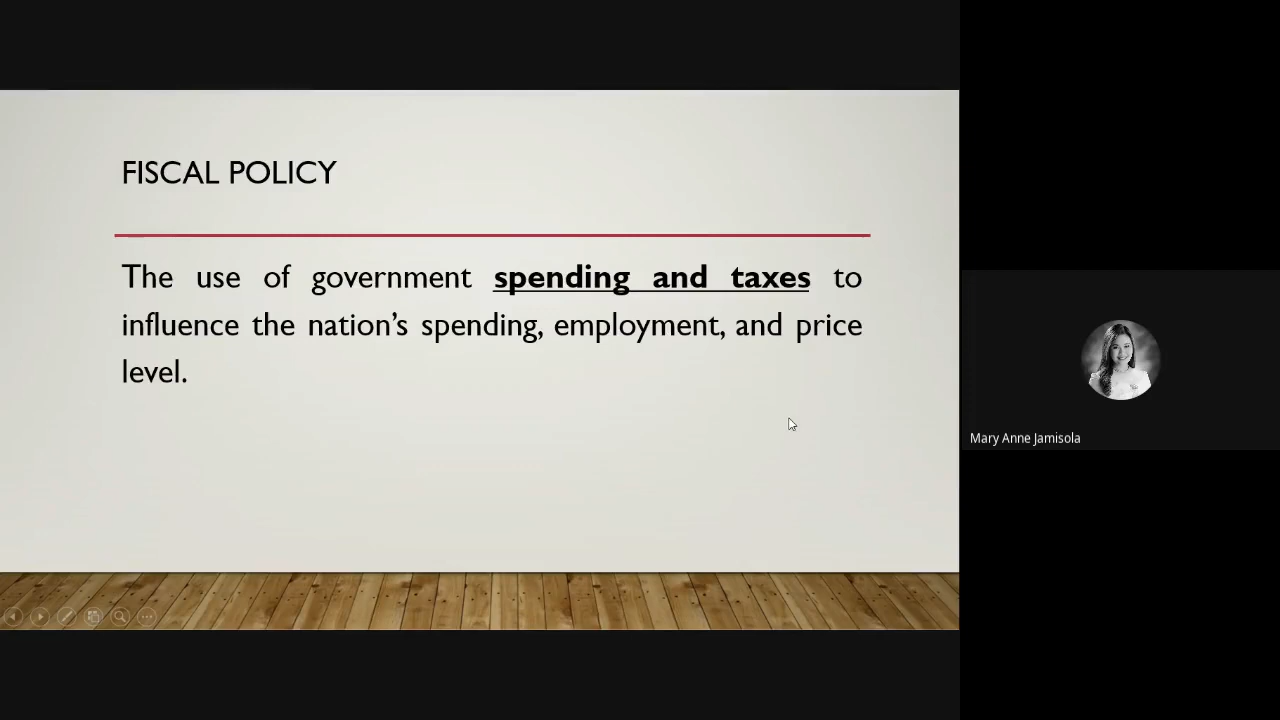 FISCAL POLICY
The use of government spending and taxes to
influence the nation’s spending, employment, and price
level.
Mary Anne Jamisola